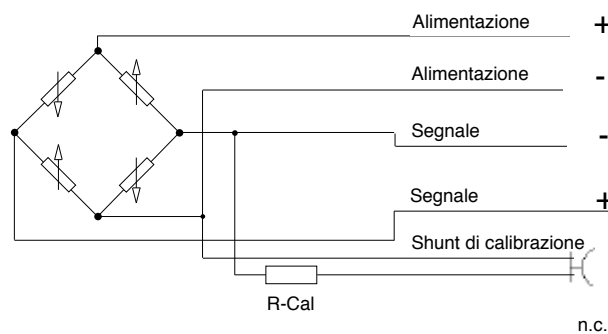 Alimentazione +
Alimentazione -
Segnale -
Segnale +
Shunt di calibrazione
R-Cal
n.c.